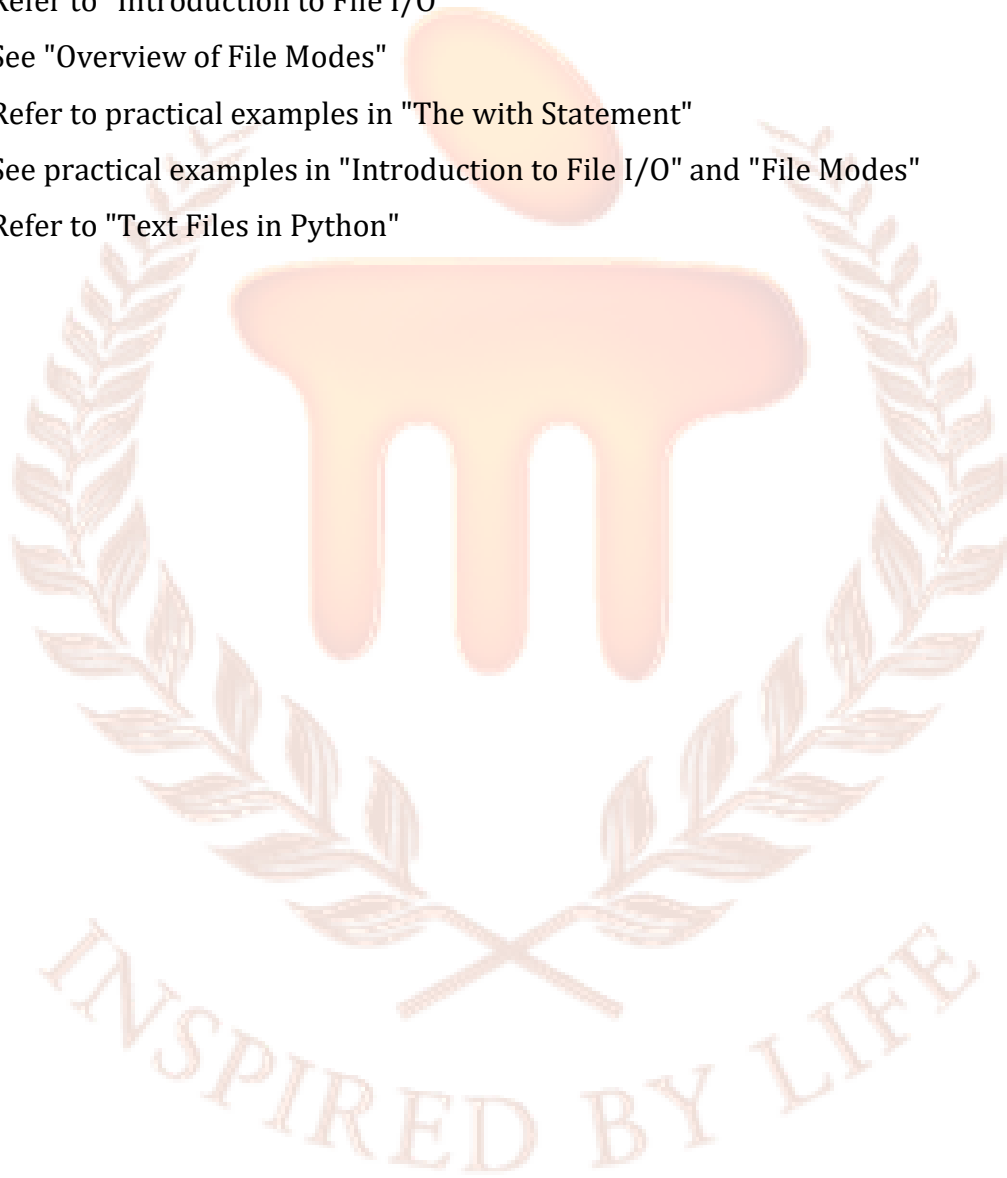 Refer to "Introduction to File I/O"
See "Overview of File Modes"
Refer to practical examples in "The with Statement"
See practical examples in "Introduction to File I/O" and "File Modes"
Refer to "Text Files in Python"
INSPIRED BY LIFE